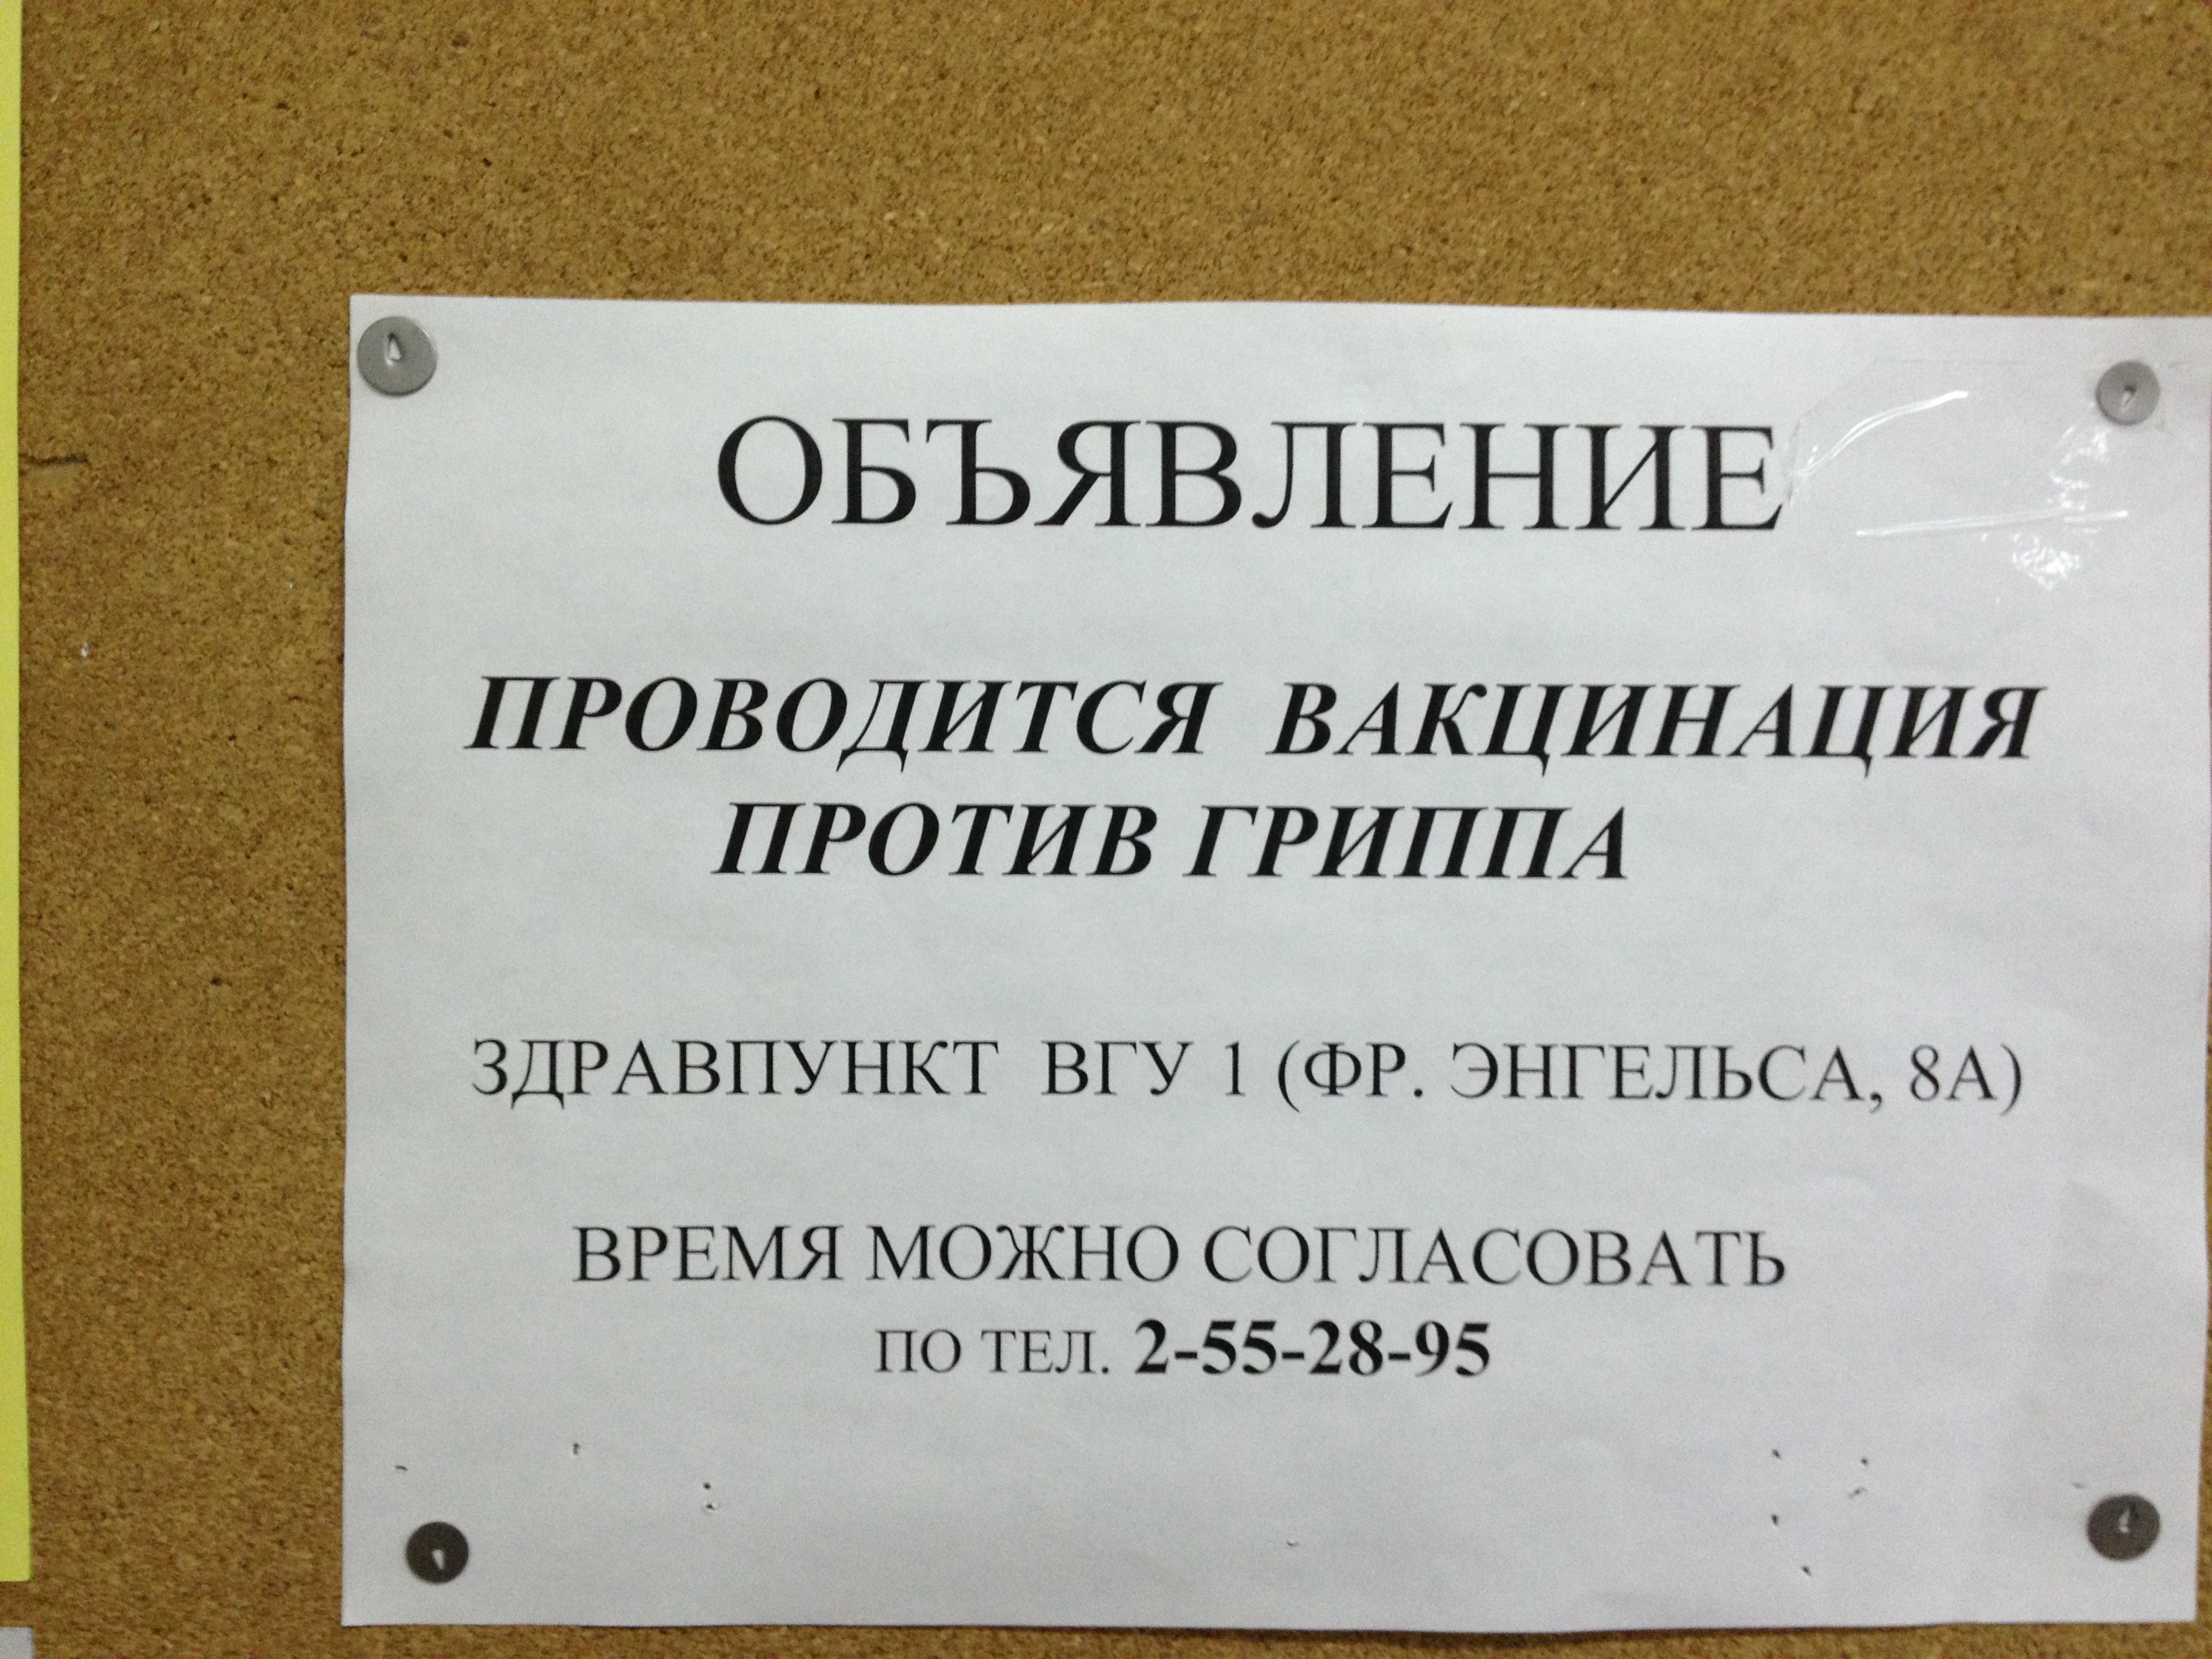 ОБЪЯВЛЕНИЕ
ПРОВОДИТСЯ ВАКЦИНАЦИЯ
ПРОТИВ ГРИППА
ЗДРАВПУНКТ ВГУ 1 (ФР. ЭНГЕЛЬСА, 8А)
ВРЕМЯ МОЖНО СОГЛАСОВАТЬ
ПО ТЕЛ. 2-55-28-95